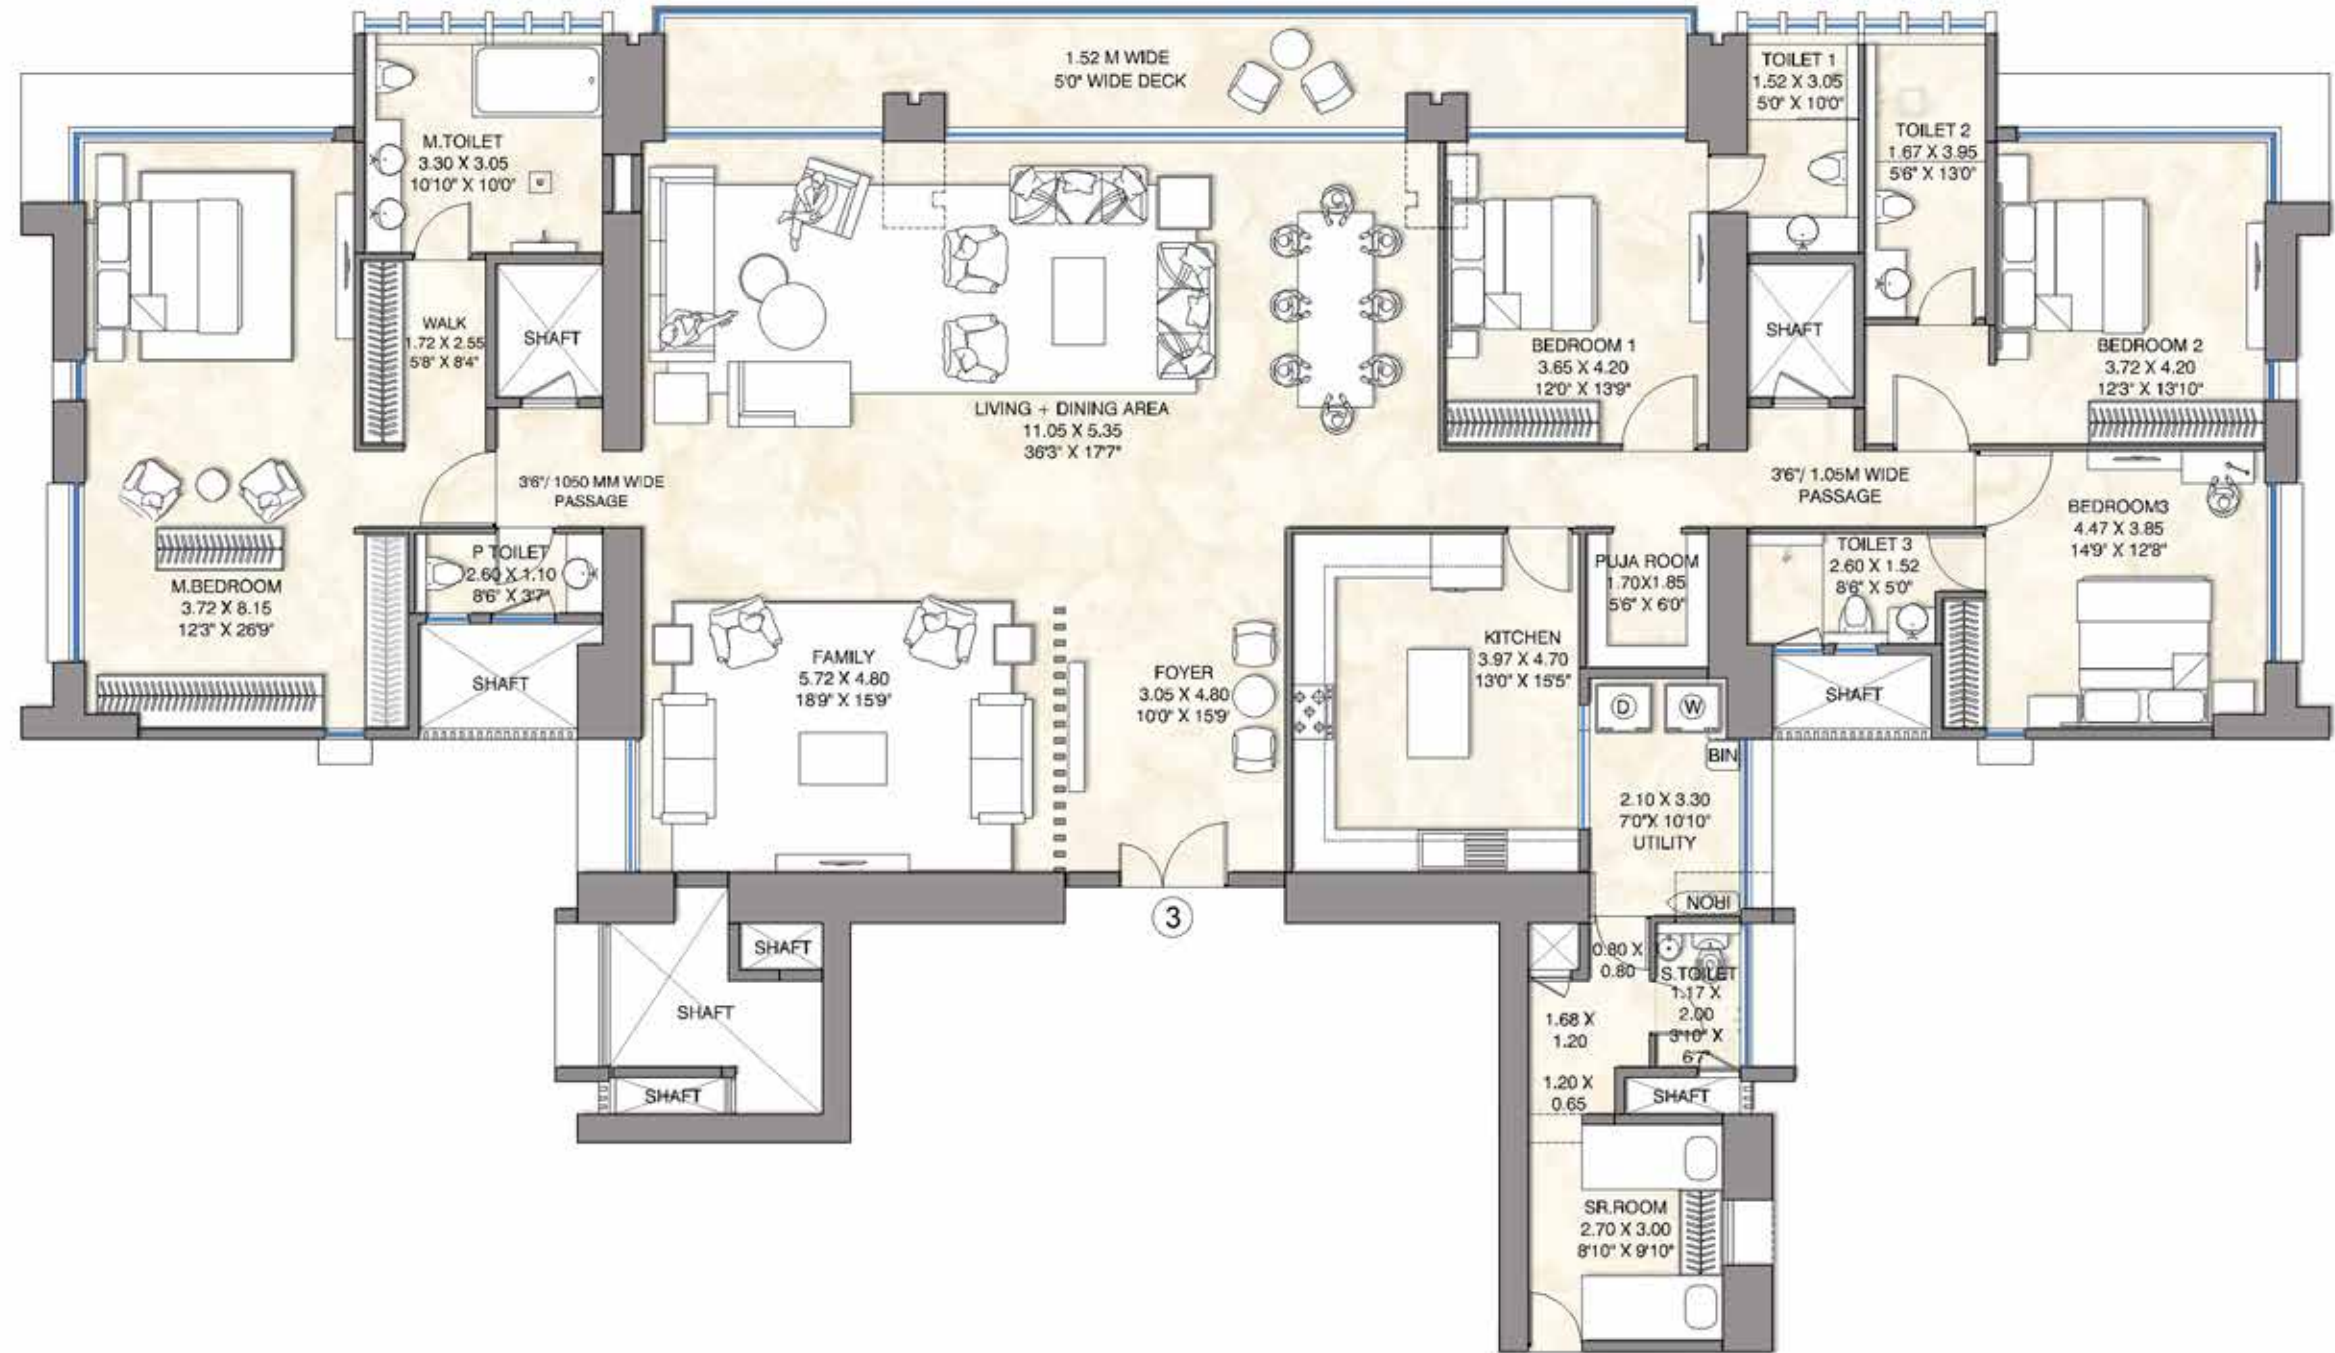 1.52 M WIDE
5'0" WIDE DECK
TOILET 1
1.52 X 3.05
5'0" X 10'0"
M.TOILET
3.30 X 3.05
10'10" X 10'0"
TOILET 2
1.67 X 3.95
5'6" X 13'0"
WALK
1.72 X 2.55
5'8" X 8'4"
SHAFT
LIVING + DINING AREA
11.05 X 5.35
36'3" X 17'7"
BEDROOM 1
3.65 X 4.20
12'0" X 13'9"
SHAFT
BEDROOM 2
3.72 X 4.20
12'3" X 13'10"
3'6"/ 1050 MM WIDE
PASSAGE
3'6"/ 1.05M WIDE
PASSAGE
BEDROOM3
4.47 X 3.85
14'9" X 12'8"
M.BEDROOM
3.72 X 8.15
12'3" X 26'9"
P TOILET
2.60 X 1.10
8'6" X 3'7"
SHAFT
FAMILY
5.72 X 4.80
18'9" X 15'9"
FOYER
3.05 X 4.80
10'0" X 15'9'
KITCHEN
3.97 X 4.70
13'0" X 15'5"
PUJA ROOM
1.70X1.85
5'6" X 6'0"
TOILET 3
2.60 X 1.52
8'6" X 5'0"
SHAFT
D
W
BIN
2.10 X 3.30
7'0"X 10'10"
UTILITY
IRON
3
SHAFT
SHAFT
SHAFT
0.80 X
0.80
S.TOILET
1.17 X
2.00
3'10" X
6'7"
1.68 X
1.20
1.20 X
0.65
SHAFT
SR.ROOM
2.70 X 3.00
8'10" X 9'10"